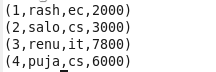 (1,rash,ec,2000)
(2,salo,cs,3000)
(3,renu,it,7800)
(4,puja,cs,6000)